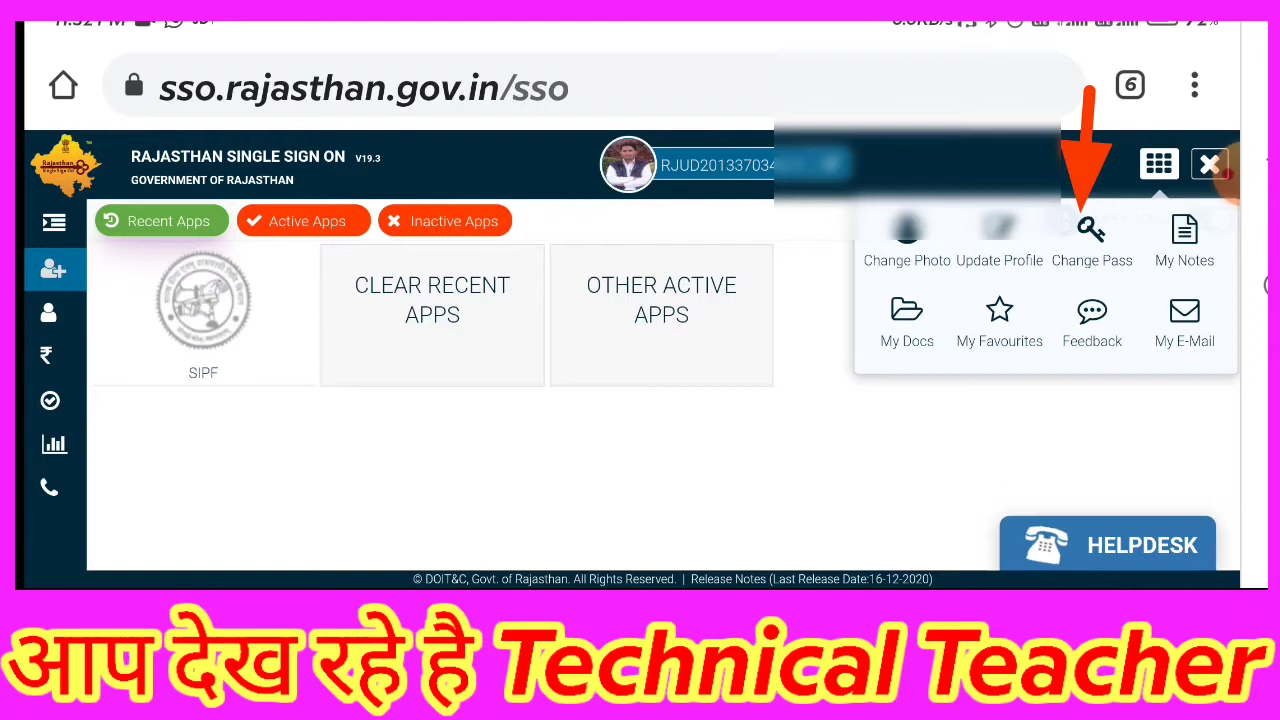 sso.rajasthan.gov.in/sso
6
RAJASTHAN SINGLE SIGN ON V19.3
GOVERNMENT OF RAJASTHAN
RJUD201337034
Recent Apps
Active Apps
Inactive Apps
SIPF
CLEAR RECENT
APPS
OTHER ACTIVE
APPS
Change Photo
Update Profile
Change Pass
My Notes
My Docs
My Favourites
Feedback
My E-Mail
HELPDESK
© DOIT&C, Govt. of Rajasthan. All Rights Reserved. | Release Notes (Last Release Date:16-12-2020)
आप देख रहे है Technical Teacher